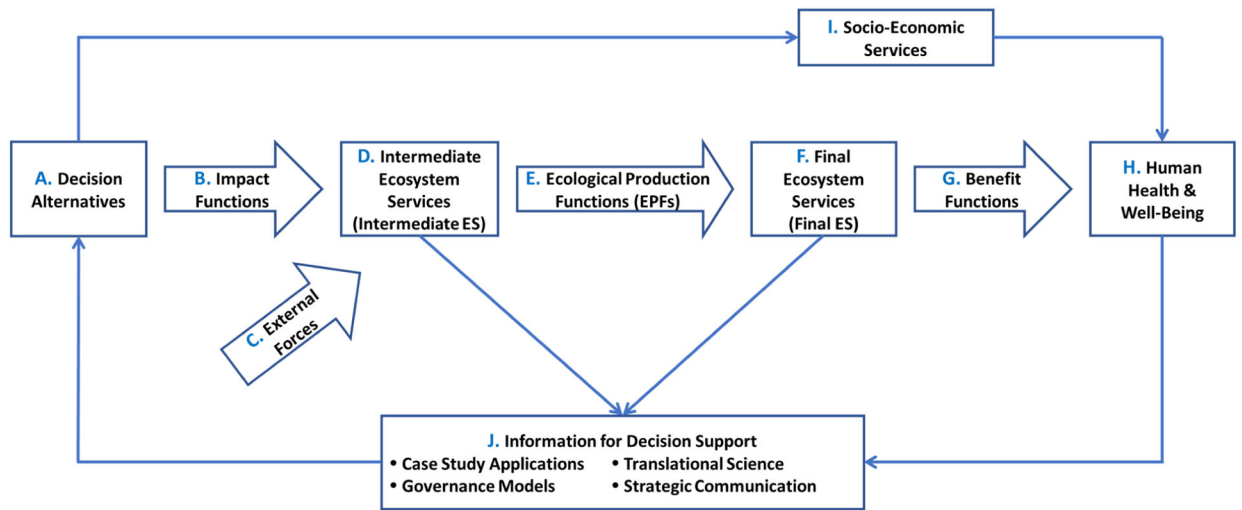 I. Socio-Economic
Services
A. Decision
Alternatives
B. Impact
Functions
C. External
Forces
D. Intermediate
Ecosystem
Services
(Intermediate ES)
E. Ecological Production
Functions (EPFs)
F. Final
Ecosystem
Services
(Final ES)
G. Benefit
Functions
H. Human
Health &
Well-Being
J. Information for Decision Support
• Case Study Applications • Translational Science
• Governance Models • Strategic Communication